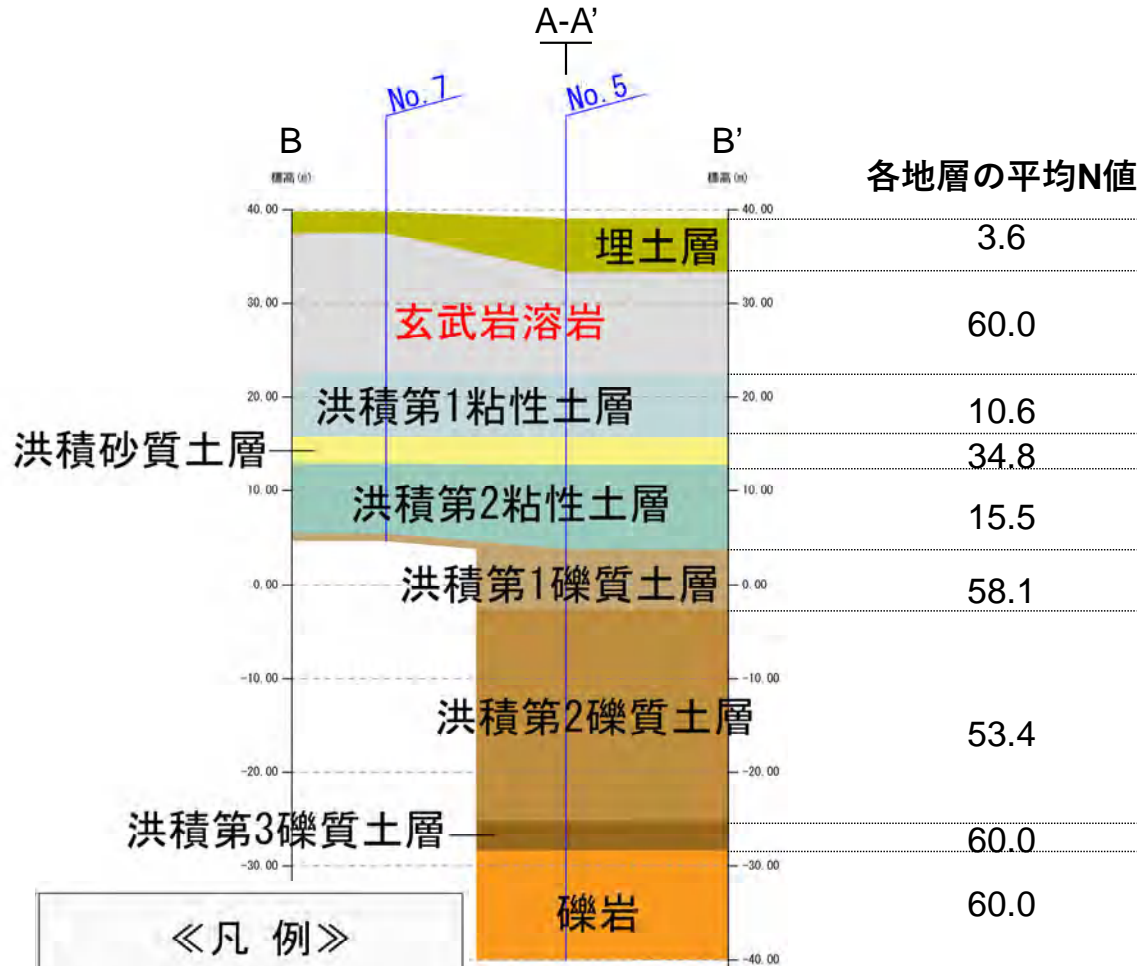 A-A’
No. 7
No. 5
B
B’
標高(m)
標高(m)
各地層の平均N値
40.00
40.00
埋土層
3.6
30.00
30.00
玄武岩溶岩
60.0
20.00
20.00
洪積第1粘性土層
10.6
洪積砂質土層
34.8
10.00
10.00
洪積第2粘性土層
15.5
0.00
0.00
洪積第1礫質土層
58.1
-10.00
-10.00
洪積第2礫質土層
53.4
-20.00
-20.00
洪積第3礫質土層
60.0
-30.00
-30.00
礫岩
60.0
≪凡 例≫
-40.00